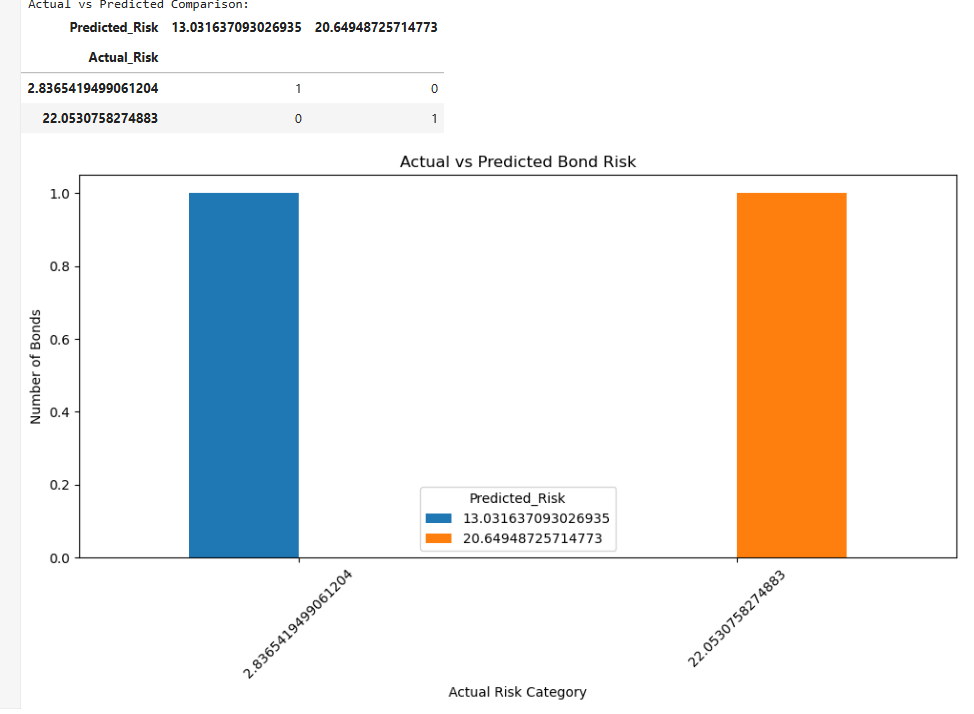 Actual vs Predicted Comparison:
Predicted_Risk 13.031637093026935 20.64948725714773
Actual_Risk
2.8365419499061204 1 0
22.0530758274883 0 1
Actual vs Predicted Bond Risk
1.0
0.8
0.6
0.4
0.2
0.0
Number of Bonds
Predicted_Risk
13.031637093026935
20.64948725714773
2.8365419499061204
22.0530758274883
Actual Risk Category